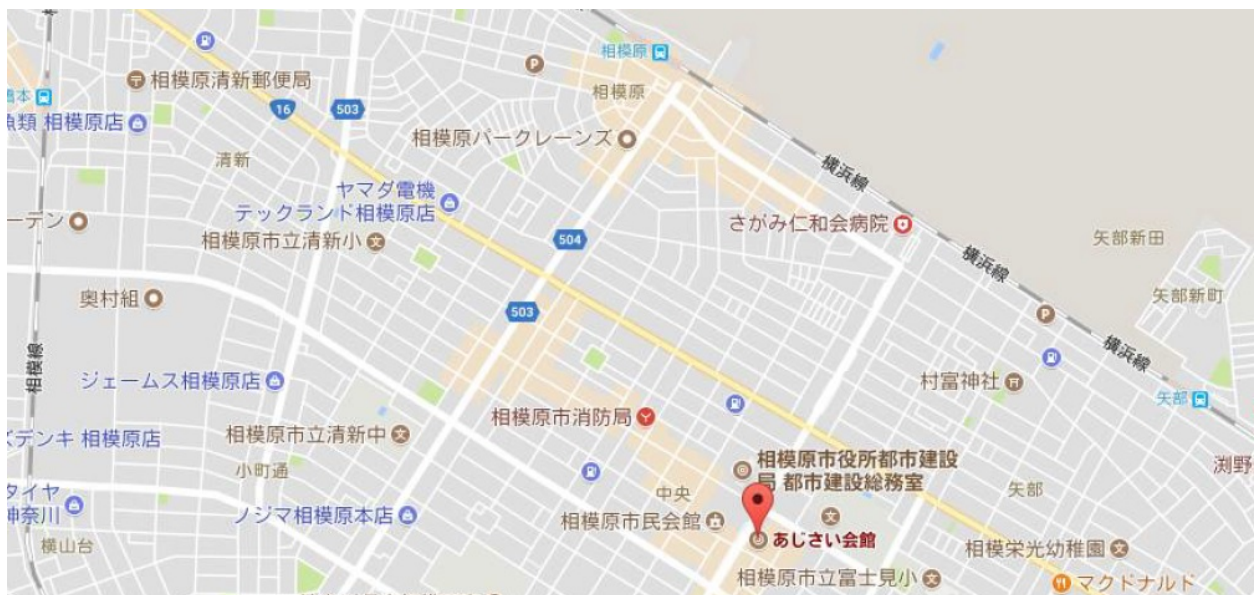 相模原
相模原清新郵便局
相模原
16
503
魚類 相模原店
相模原パークレーンズ
清新
横浜線
ヤマダ電機
テックランド相模原店
さがみ仁和会病院
ーデン
相模原市立清新小
504
矢部新田
横浜線
奥村組
矢部新町
503
相模線
横浜線
ジェームス相模原店
村富神社
矢部
相模原市消防局
ズデンキ 相模原店
相模原市立清新中
相模原市役所都市建設
局 都市建設総務室
渕野
小町通
タイヤ
神奈川
中央
矢部
ノジマ相模原本店
相模原市民会館
あじさい会館
横山台
相模栄光幼稚園
相模原市立富士見小
マクドナルド